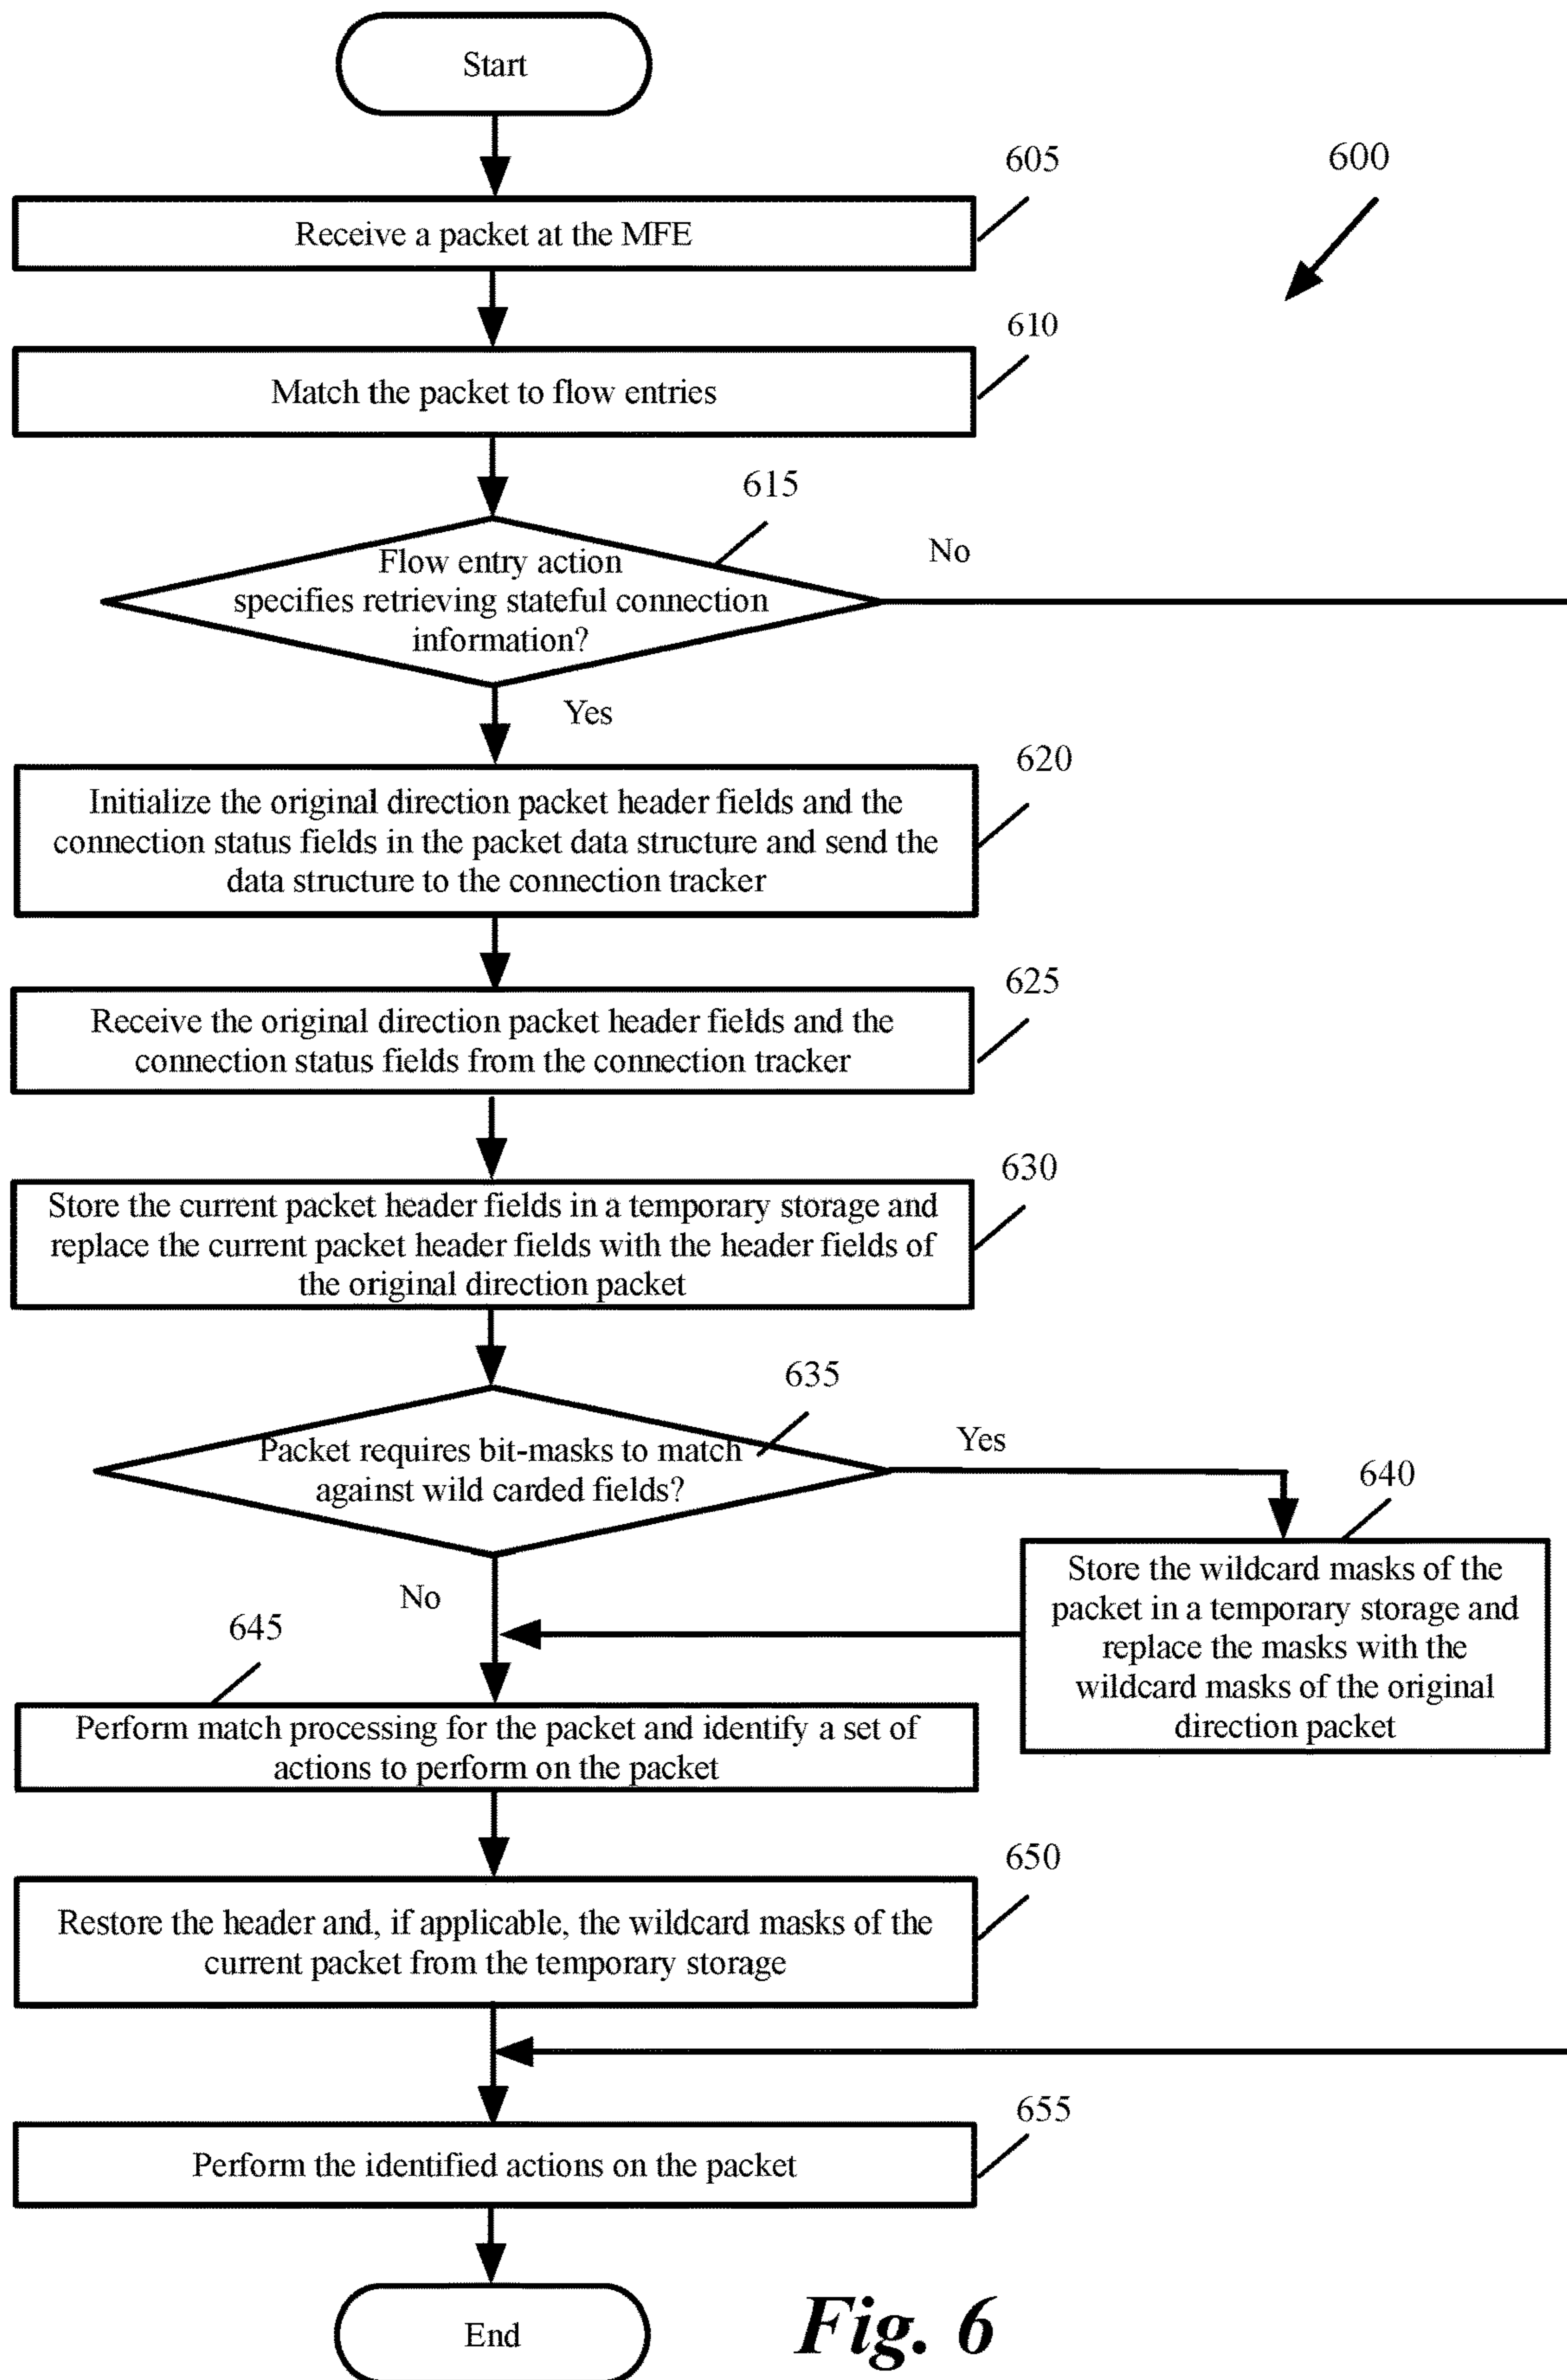 Start
605
600
Receive a packet at the MFE
610
Match the packet to flow entries
615
Flow entry action
specifies retrieving stateful connection
information?
No
Yes
620
Initialize the original direction packet header fields and the
connection status fields in the packet data structure and send the
data structure to the connection tracker
625
Receive the original direction packet header fields and the
connection status fields from the connection tracker
630
Store the current packet header fields in a temporary storage and
replace the current packet header fields with the header fields of
the original direction packet
635
Packet requires bit-masks to match
against wild carded fields?
Yes
640
Store the wildcard masks of the
packet in a temporary storage and
replace the masks with the
wildcard masks of the original
direction packet
No
645
Perform match processing for the packet and identify a set of
actions to perform on the packet
650
Restore the header and, if applicable, the wildcard masks of the
current packet from the temporary storage
655
Perform the identified actions on the packet
End
Fig. 6